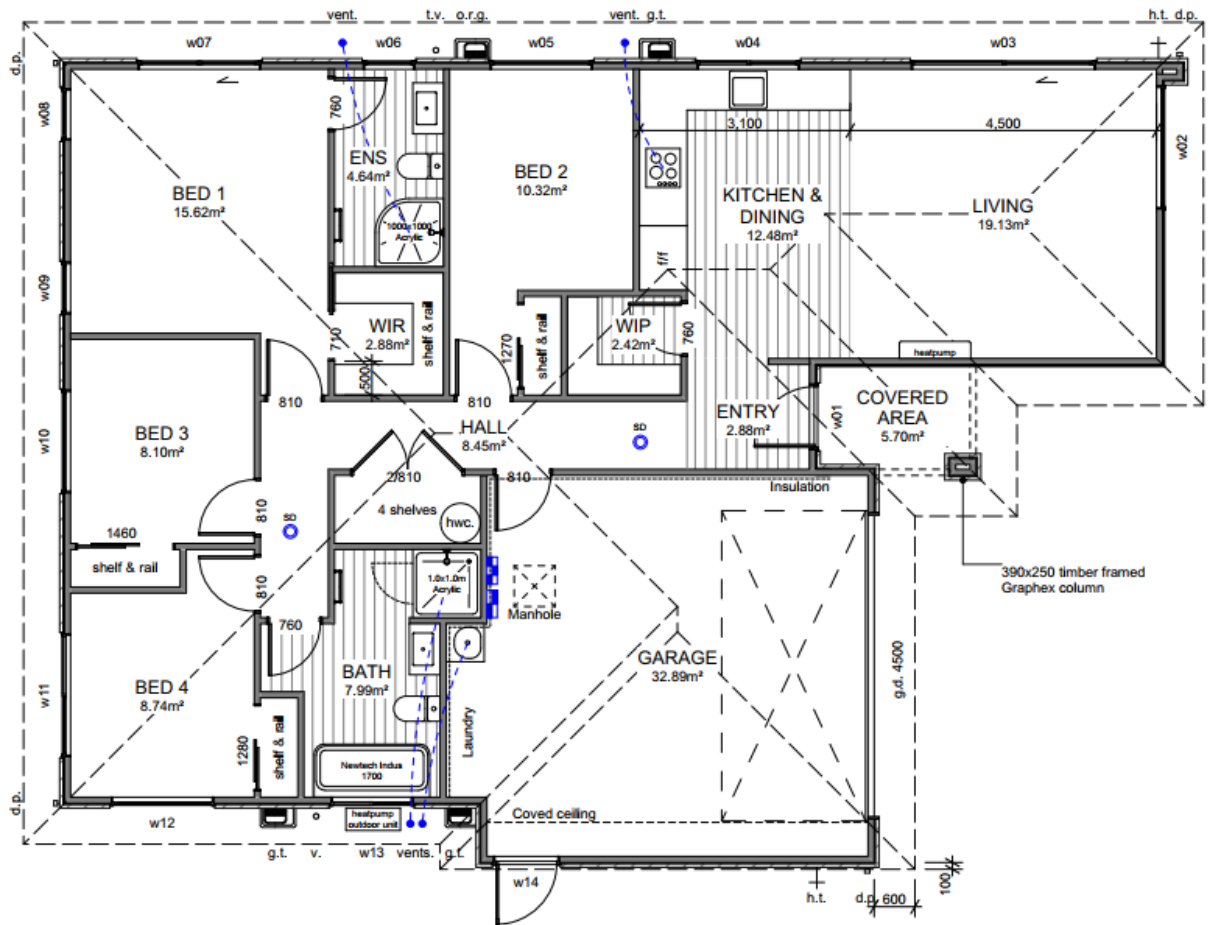 vent.
t.v.
o.r.g.
vent.
g.t.
h.t.
d.p.
d.p.
w07
w06
w05
w04
w03
w08
760
ENS
4.64m²
BED 2
10.32m²
3,100
4,500
w02
BED 1
15.62m²
KITCHEN &
DINING
12.48m²
LIVING
19.13m²
1000x1000
Acrylic
f/f
w09
710
WIR
2.88m²
shelf & rail
500
1270
shelf & rail
WIP
2.42m²
760
heatpump
810
810
HALL
8.45m²
SD
ENTRY
2.88m²
w01
COVERED
AREA
5.70m²
w10
BED 3
8.10m²
2/810
810
Insulation
4 shelves
hwc.
810
SD
1460
shelf & rail
1.0x1.0m
Acrylic
390x250 timber framed
Graphex column
810
Manhole
760
BATH
7.99m²
GARAGE
32.89m²
g.d. 4500
w11
BED 4
8.74m²
1280
shelf & rail
Laundry
Newtech Indus
1700
d.p.
w12
heatpump
outdoor unit
Coved ceiling
g.t.
v.
w13
vents.
g.t.
w14
h.t.
d.p.
600
100